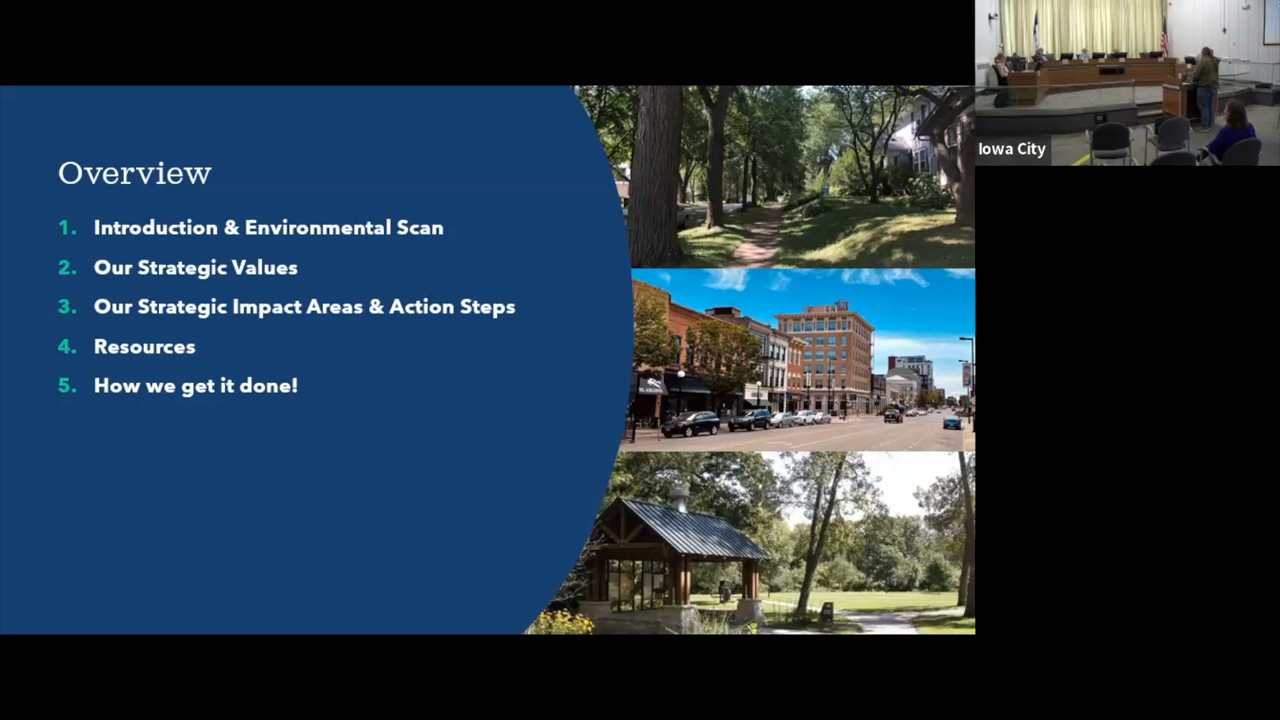 Overview
1. Introduction & Environmental Scan
2. Our Strategic Values
3. Our Strategic Impact Areas & Action Steps
4. Resources
5. How we get it done!
Iowa City